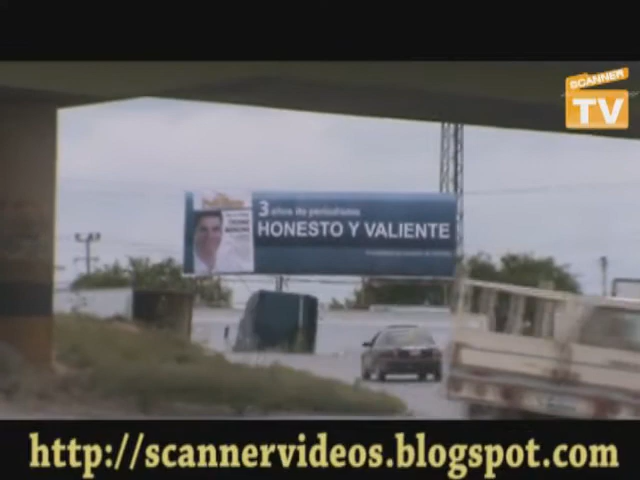 SCANNER
TV
3 años de periodismo
HONESTO Y VALIENTE
http://scannervideos.blogspot.com